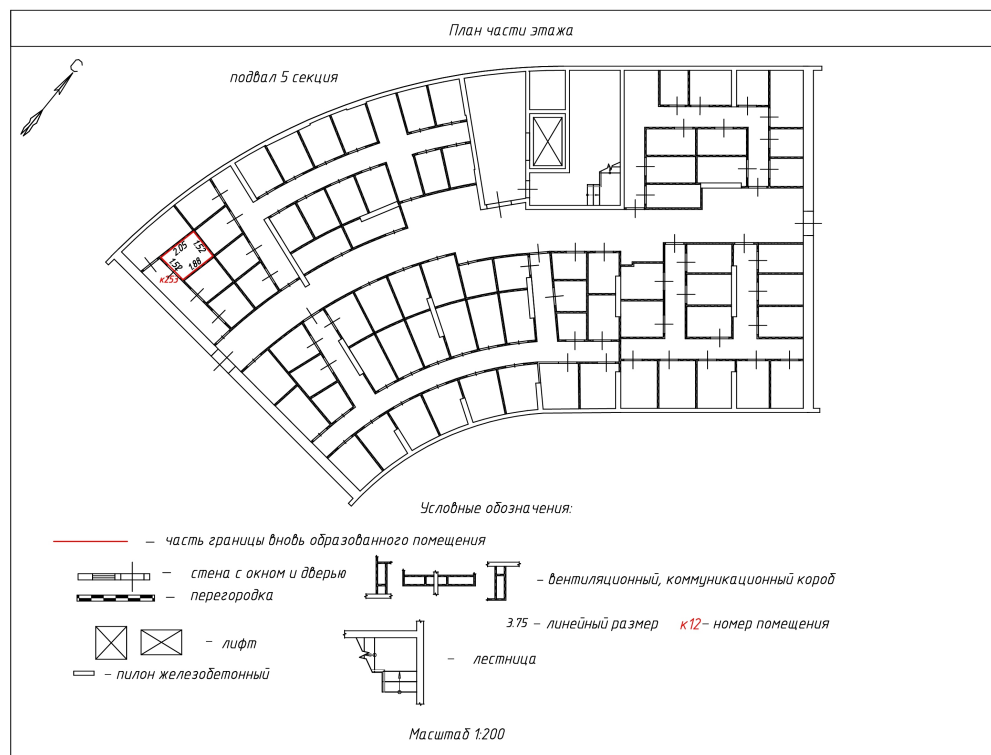 План части этажа
С
подвал 5 секция
2.05
1.52
1.59
1.88
к253
Условные обозначения:
– часть границы вновь образованного помещения
– стена с окном и дверью
– перегородка
– вентиляционный, коммуникационный короб
3.75 – линейный размер к12 – номер помещения
– лифт
– лестница
– пилон железобетонный
Масштаб 1:200